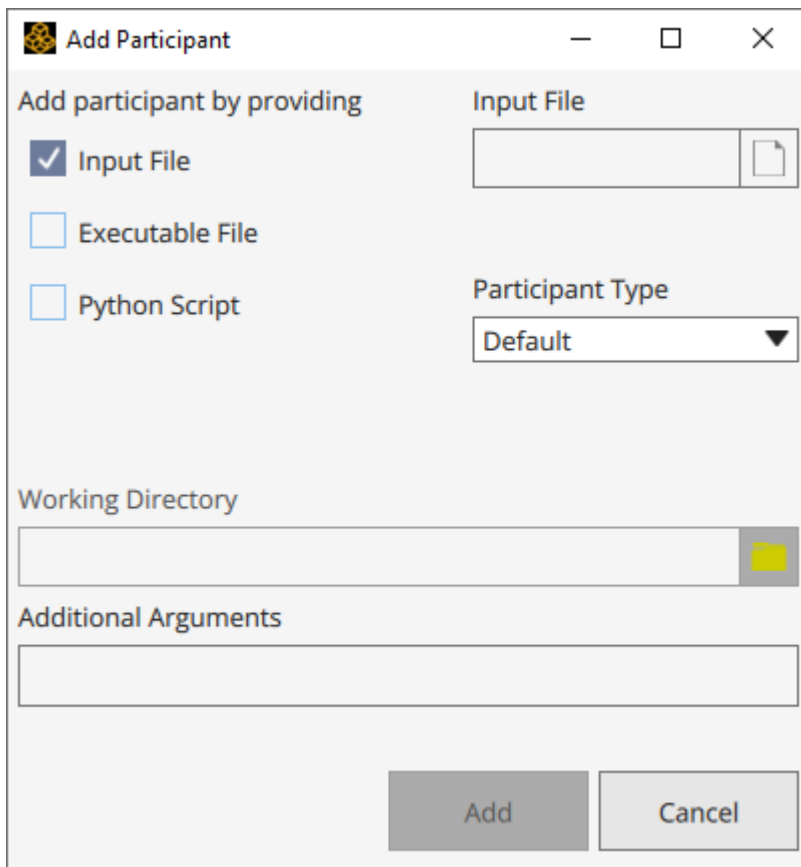 Add Participant
Add participant by providing
Input File
Executable File
Python Script
Input File
Participant Type
Default
Working Directory
Additional Arguments
Add
Cancel